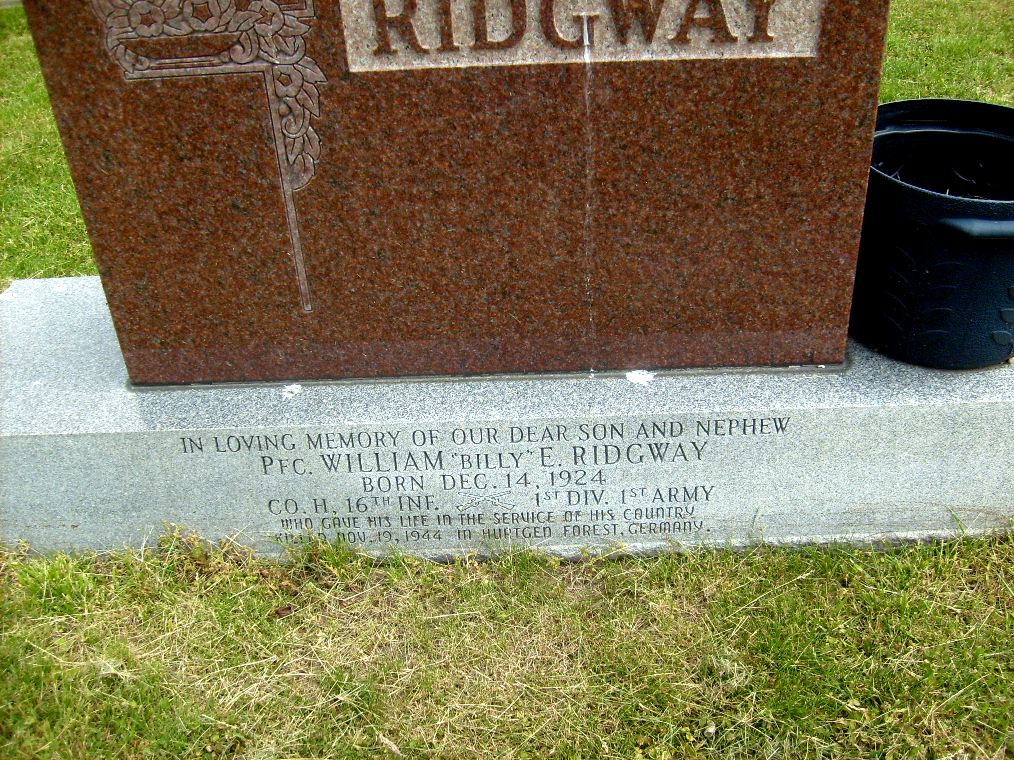 RIDGWAY
IN LOVING MEMORY OF OUR DEAR SON AND NEPHEW
PFC. WILLIAM "BILLY" E. RIDGWAY
BORN DEC. 14, 1924
CO. H. 16TH INF. 1ST DIV. 1ST ARMY
WHO GAVE HIS LIFE IN THE SERVICE OF HIS COUNTRY
KILLED NOV. 19, 1944 IN HURTGED FOREST, GERMANY.